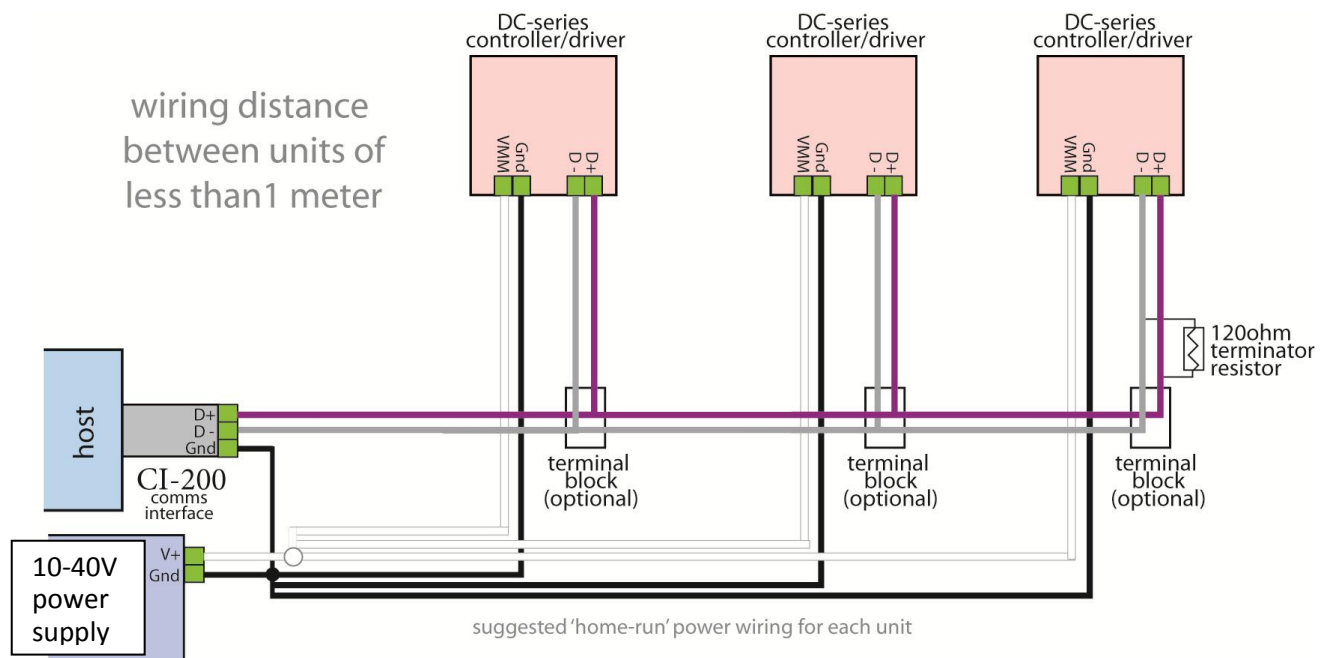 DC-series
controller/driver
DC-series
controller/driver
DC-series
controller/driver
wiring distance
between units of
less than1 meter
VMM
Gnd
D -
D+
VMM
Gnd
D -
D+
VMM
Gnd
D -
D+
120ohm
terminator
resistor
host
D+
D -
Gnd
CI-200
comms
interface
terminal
block
(optional)
terminal
block
(optional)
terminal
block
(optional)
V+
Gnd
10-40V
power
supply
suggested 'home-run' power wiring for each unit